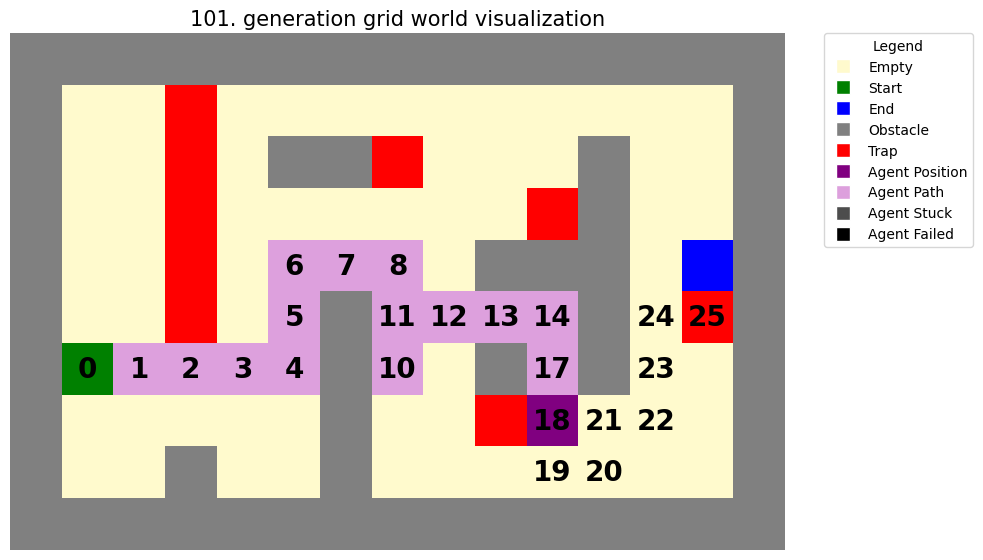 101. generation grid world visualization
Legend
Empty
Start
End
Obstacle
Trap
Agent Position
Agent Path
Agent Stuck
Agent Failed
6 7 8
5 11 12 13 14 24 25
0 1 2 3 4 10 17 23
18 21 22
19 20